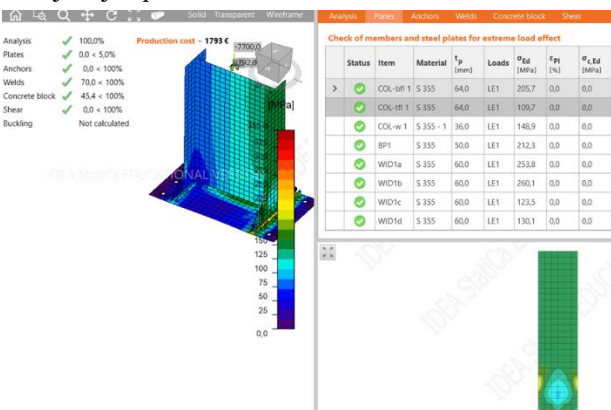 Solid Transparent Wireframe
Analysis 100,0%
Plates 0,0 < 5,0%
Anchors 0,0 < 100%
Welds 70,0 < 100%
Concrete block 45,4 < 100%
Shear 0,0 < 100%
Buckling Not calculated
Production cost - 1793 €
-7700,0
[MPa]
150
125
100
75
50
25
0,0
Analysis Plates Anchors Welds Concrete block Shear
Check of members and steel plates for extreme load effect
Status Item Material tp [mm] Loads σEd [MPa] εPl [%] σc,Ed [MPa]
> COL-bfl 1 S 355 64,0 LE1 205,7 0,0 0,0
COL-tfl 1 S 355 64,0 LE1 109,7 0,0 0,0
COL-w 1 S 355 - 1 36,0 LE1 148,9 0,0 0,0
BP1 S 355 50,0 LE1 212,3 0,0 0,0
WID1a S 355 60,0 LE1 253,8 0,0 0,0
WID1b S 355 60,0 LE1 260,1 0,0 0,0
WID1c S 355 60,0 LE1 123,5 0,0 0,0
WID1d S 355 60,0 LE1 130,1 0,0 0,0